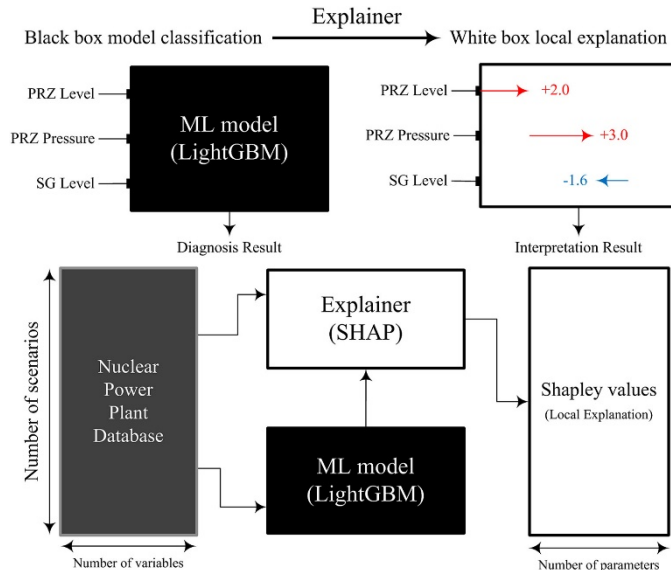 Explainer
Black box model classification
White box local explanation
PRZ Level
PRZ Pressure
SG Level
ML model
(LightGBM)
Diagnosis Result
PRZ Level
PRZ Pressure
SG Level
+2.0
+3.0
-1.6
Interpretation Result
Number of scenarios
Nuclear
Power
Plant
Database
Number of variables
Explainer
(SHAP)
ML model
(LightGBM)
Shapley values
(Local Explanation)
Number of parameters